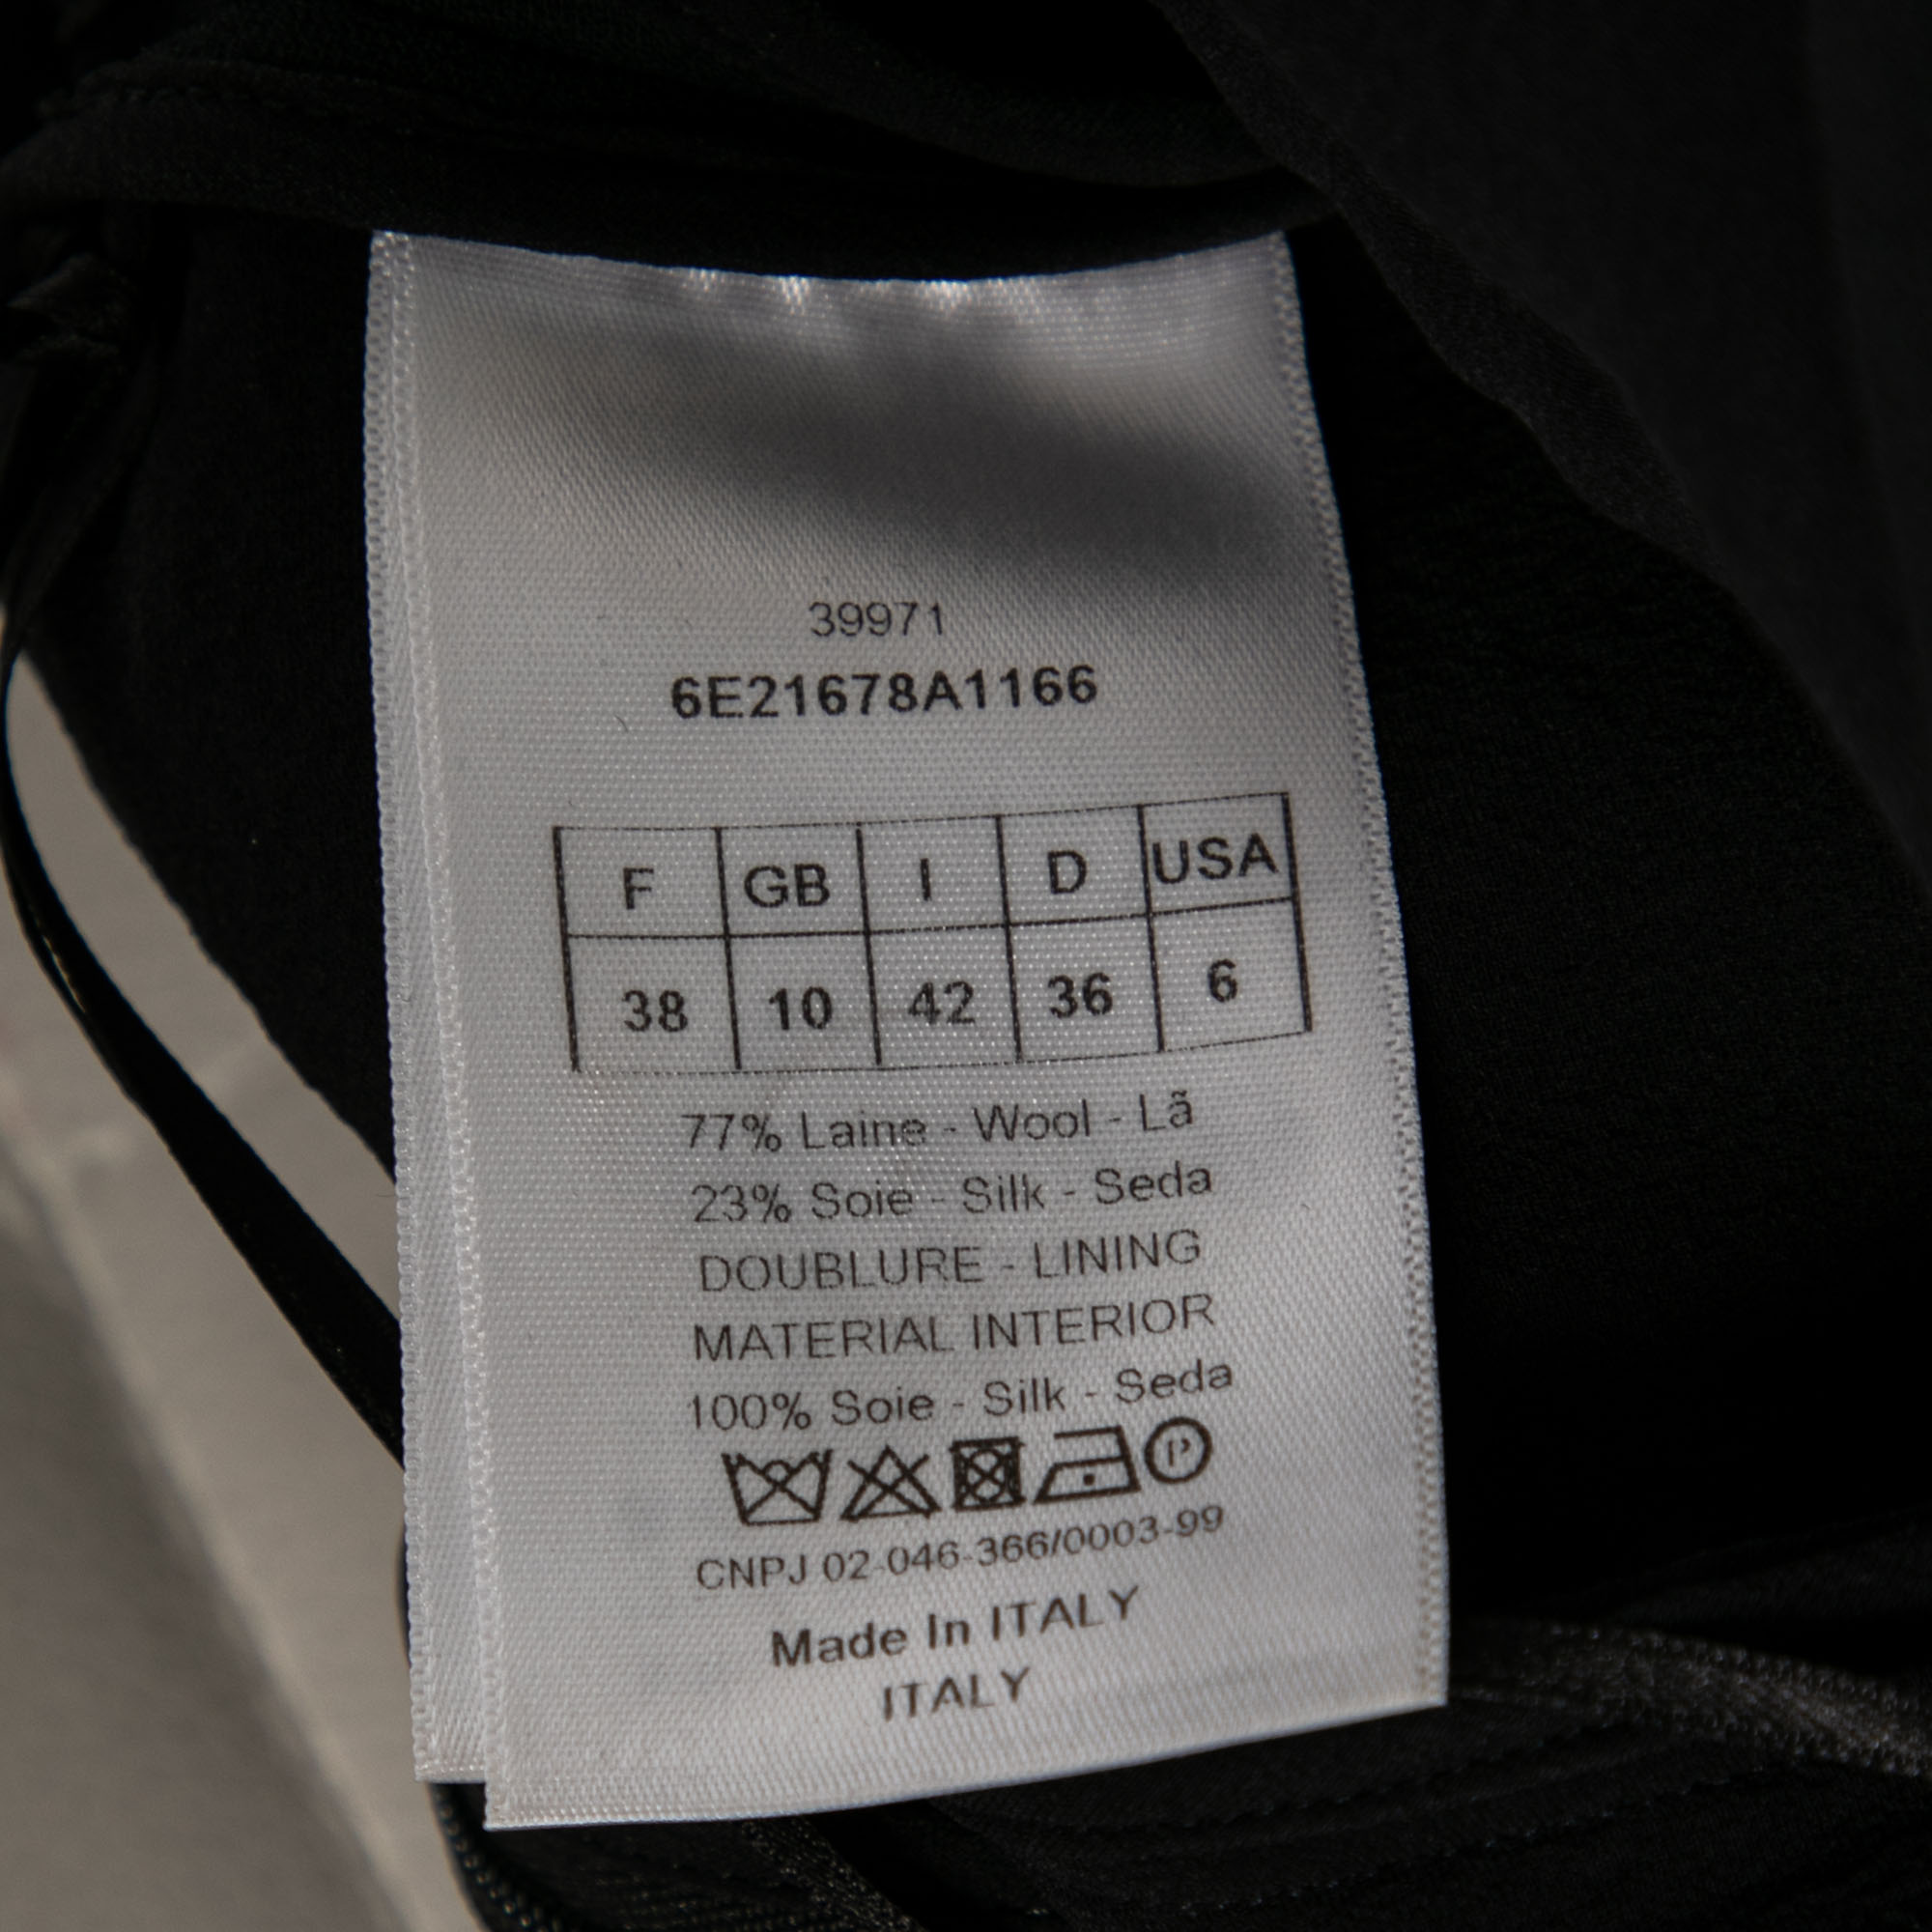 39971
6E21678A1166
F GB I D USA
38 10 42 36 6
77% Laine - Wool - Lã
23% Soie - Silk - Seda
DOUBLURE - LINING
MATERIAL INTERIOR
100% Soie - Silk - Seda
P
CNPJ 02-046-366/0003-99
Made In ITALY
ITALY